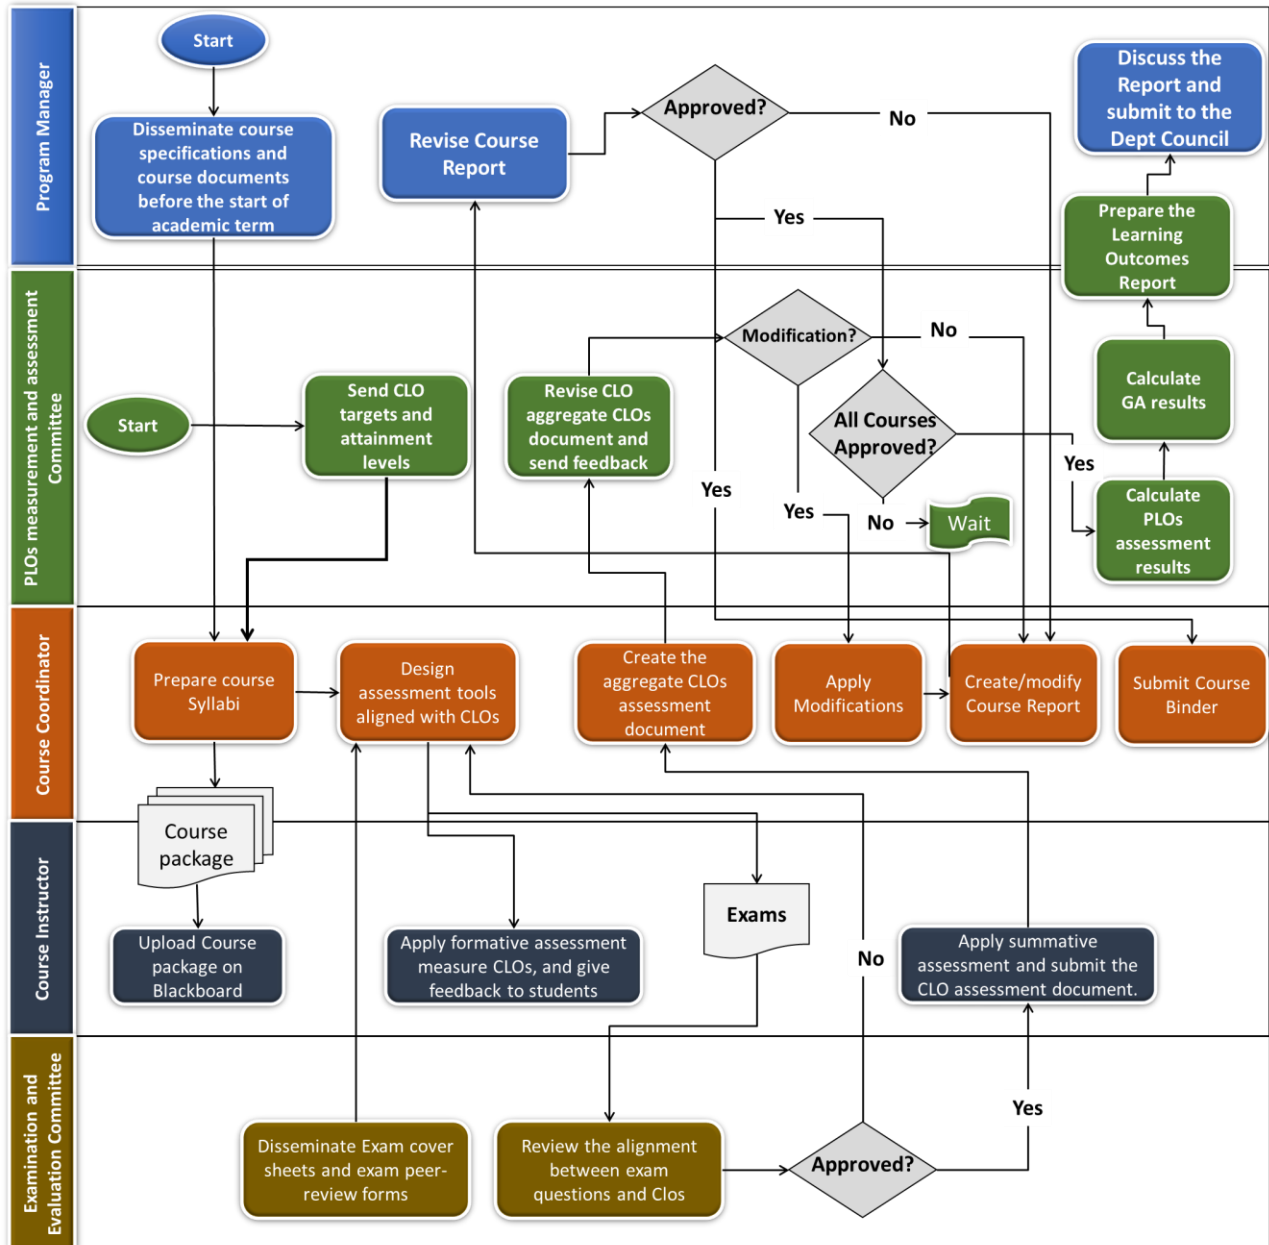 Program Manager
Start
Disseminate course
specifications and
course documents
before the start of
academic term
Revise Course
Report
Approved?
No
Yes
Discuss the
Report and
submit to the
Dept Council
Prepare the
Learning
Outcomes
Report
PLOs measurement and assessment
Committee
Start
Send CLO
targets and
attainment
levels
Revise CLO
aggregate CLOs
document and
send feedback
Modification?
No
Yes
Yes
All Courses
Approved?
No
Wait
Yes
Calculate
GA results
Calculate
PLOs
assessment
results
Course Coordinator
Prepare course
Syllabi
Design
assessment tools
aligned with CLOs
Create the
aggregate CLOs
assessment
document
Apply
Modifications
Create/modify
Course Report
Submit Course
Binder
Course Instructor
Course
package
Upload Course
package on
Blackboard
Apply formative assessment
measure CLOs, and give
feedback to students
Exams
No
Apply summative
assessment and submit the
CLO assessment document.
Examination and
Evaluation Committee
Disseminate Exam cover
sheets and exam peer-
review forms
Review the alignment
between exam
questions and Clos
Approved?
Yes